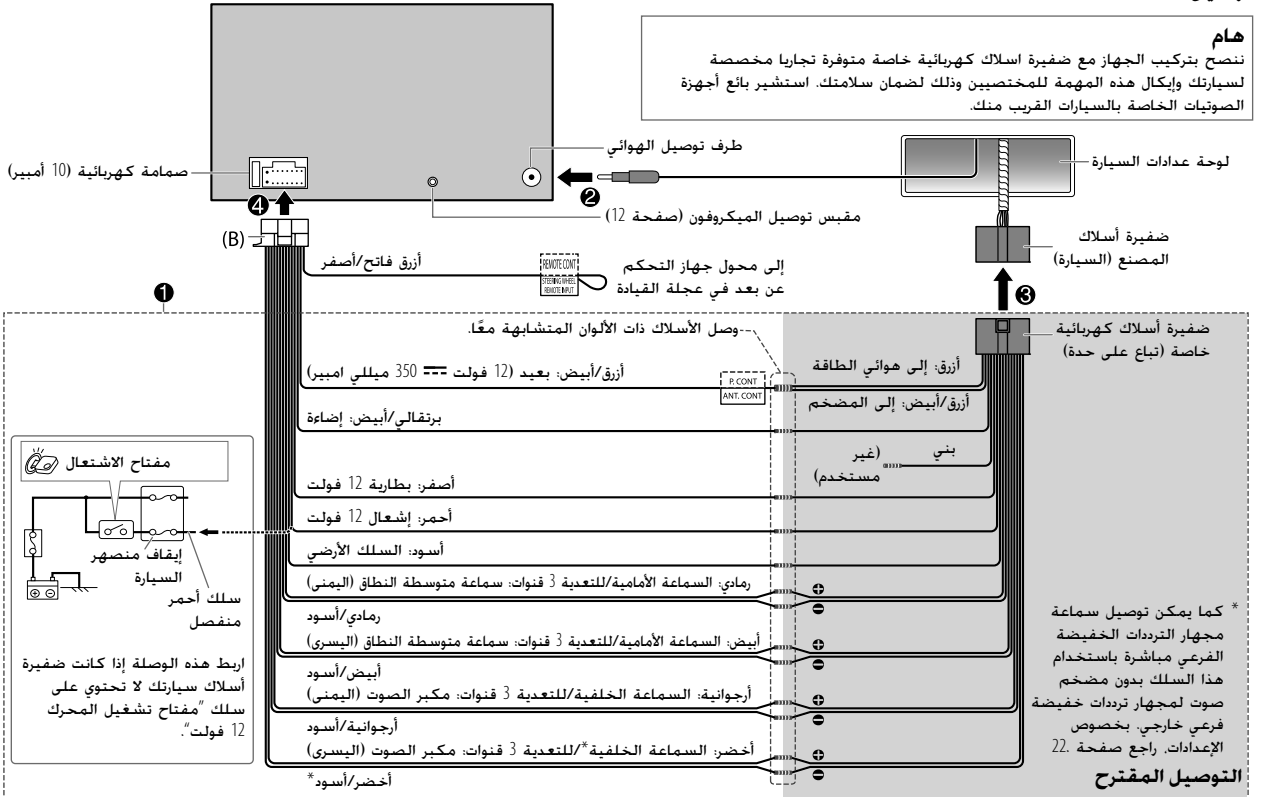 هام
ننصح بتركيب الجهاز مع ضفيرة اسلاك كهربائية خاصة متوفرة تجاريا مخصصة
لسيارتك وإيكال هذه المهمة للمختصيين وذلك لضمان سلامتك. استشير بائع أجهزة
الصوتيات الخاصة بالسيارات القريب منك.
طرف توصيل الهوائي
لوحة عدادات السيارة
صمامة كهربائية (10 أمبير)
4
2
مقبس توصيل الميكروفون (صفحة 12)
ضفيرة أسلاك
المصنع (السيارة)
(B)
أزرق فاتح/أصفر
REMOTE CONT
STEERING WHEEL
REMOTE INPUT
إلى محول جهاز التحكم
عن بعد في عجلة القيادة
1
3
وصل الأسلاك ذات الألوان المتشابهة معًا.
ضفيرة أسلاك كهربائية
خاصة (تباع على حدة)
أزرق: إلى هوائي الطاقة
أزرق/أبيض: بعيد (12 فولت ⎓ 350 ميللي امبير)
P. CONT
ANT. CONT
أزرق/أبيض: إلى المضخم
برتقالي/أبيض: إضاءة
بني
(غير
مستخدم)
مفتاح الاشتعال
أصفر: بطارية 12 فولت
أحمر: إشعال 12 فولت
أسود: السلك الأرضي
إيقاف منصهر
السيارة
سلك أحمر
منفصل
رمادي: السماعة الأمامية/للتعدية 3 قنوات: سماعة متوسطة النطاق (اليمنى)
رمادي/أسود
أبيض: السماعة الأمامية/للتعدية 3 قنوات: سماعة متوسطة النطاق (اليسرى)
أبيض/أسود
أرجوانية: السماعة الخلفية/للتعدية 3 قنوات: مكبر الصوت (اليمنى)
أرجوانية/أسود
أخضر: السماعة الخلفية*/للتعدية 3 قنوات: مكبر الصوت (اليسرى)
أخضر/أسود*
اربط هذه الوصلة إذا كانت ضفيرة
أسلاك سيارتك لا تحتوي على
سلك "مفتاح تشغيل المحرك
12 فولت".
* كما يمكن توصيل سماعة
مجهار الترددات الخفيضة
الفرعي مباشرة باستخدام
هذا السلك بدون مضخم
صوت لمجهار ترددات خفيضة
فرعي خارجي. بخصوص
الإعدادات, راجع صفحة 22.
التوصيل المقترح